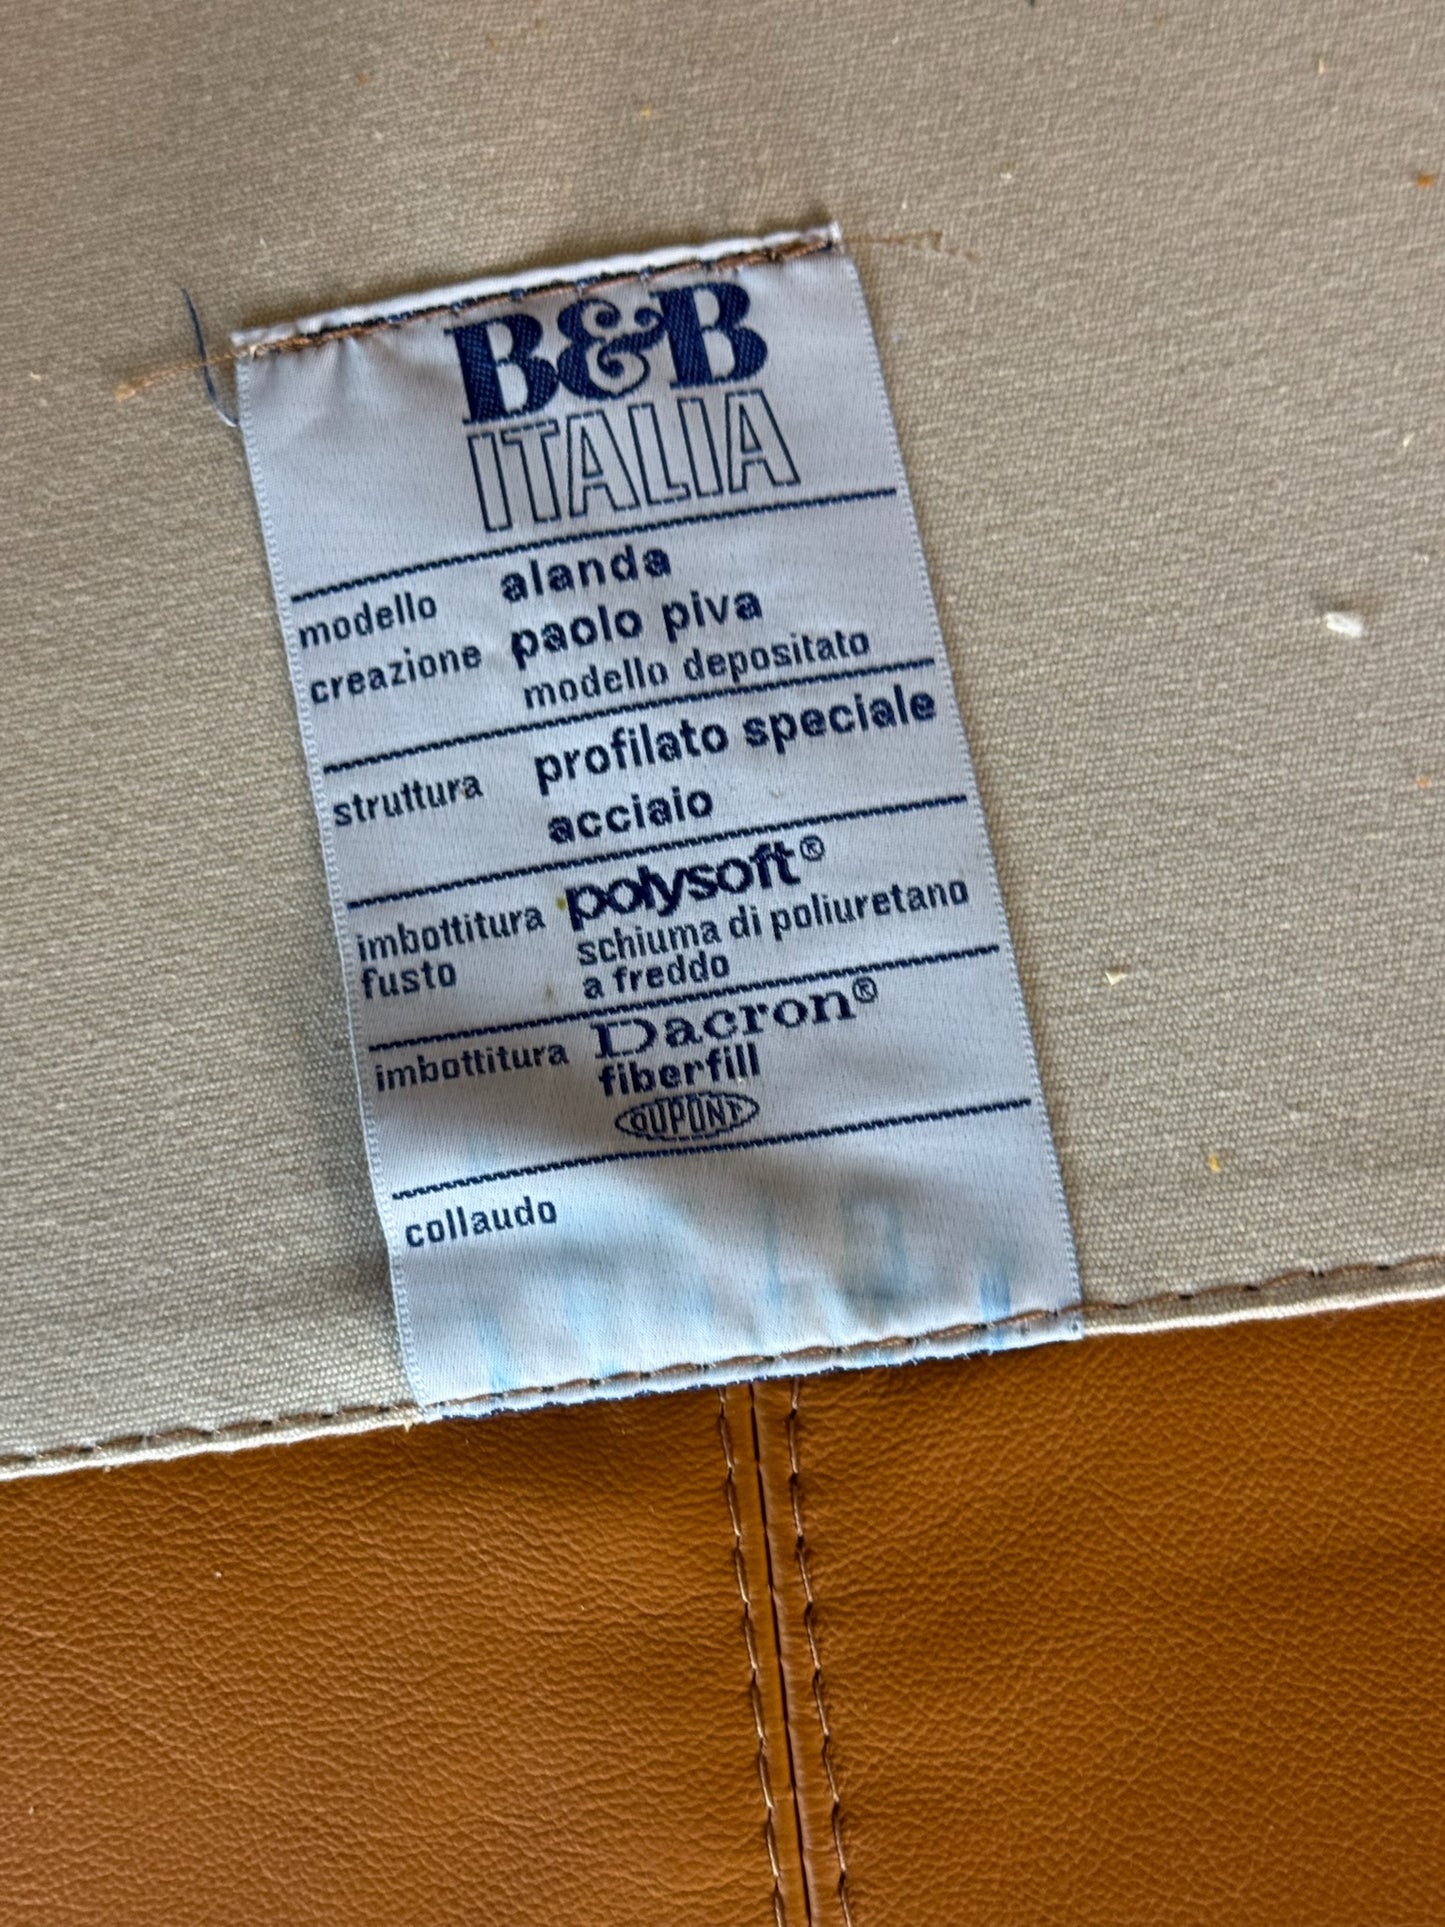 B&B
ITALIA
modello alanda
creazione paolo piva
modello depositato
struttura profilato speciale
acciaio
imbottitura polysoft®
fusto schiuma di poliuretano
a freddo
imbottitura Dacron®
fiberfill
DUPONT
collaudo